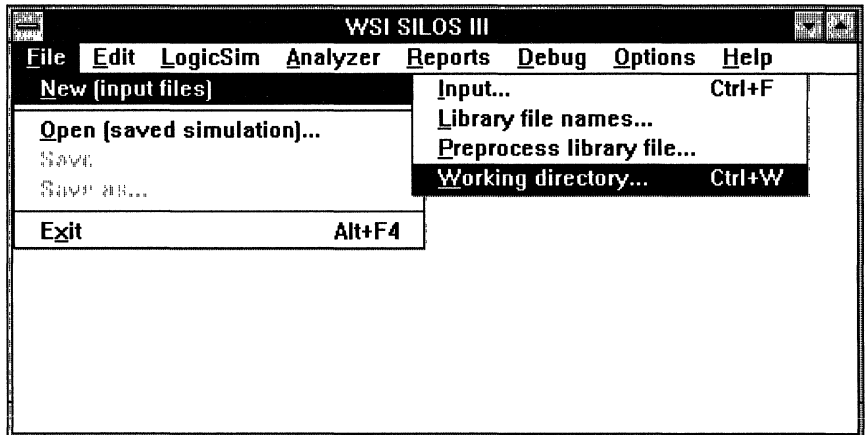 WSI SILOS III
File Edit LogicSim Analyzer Reports Debug Options Help
New (input files)
Open (saved simulation)...
Save
Save as...
Exit Alt+F4
Input... Ctrl+F
Library file names...
Preprocess library file...
Working directory... Ctrl+W